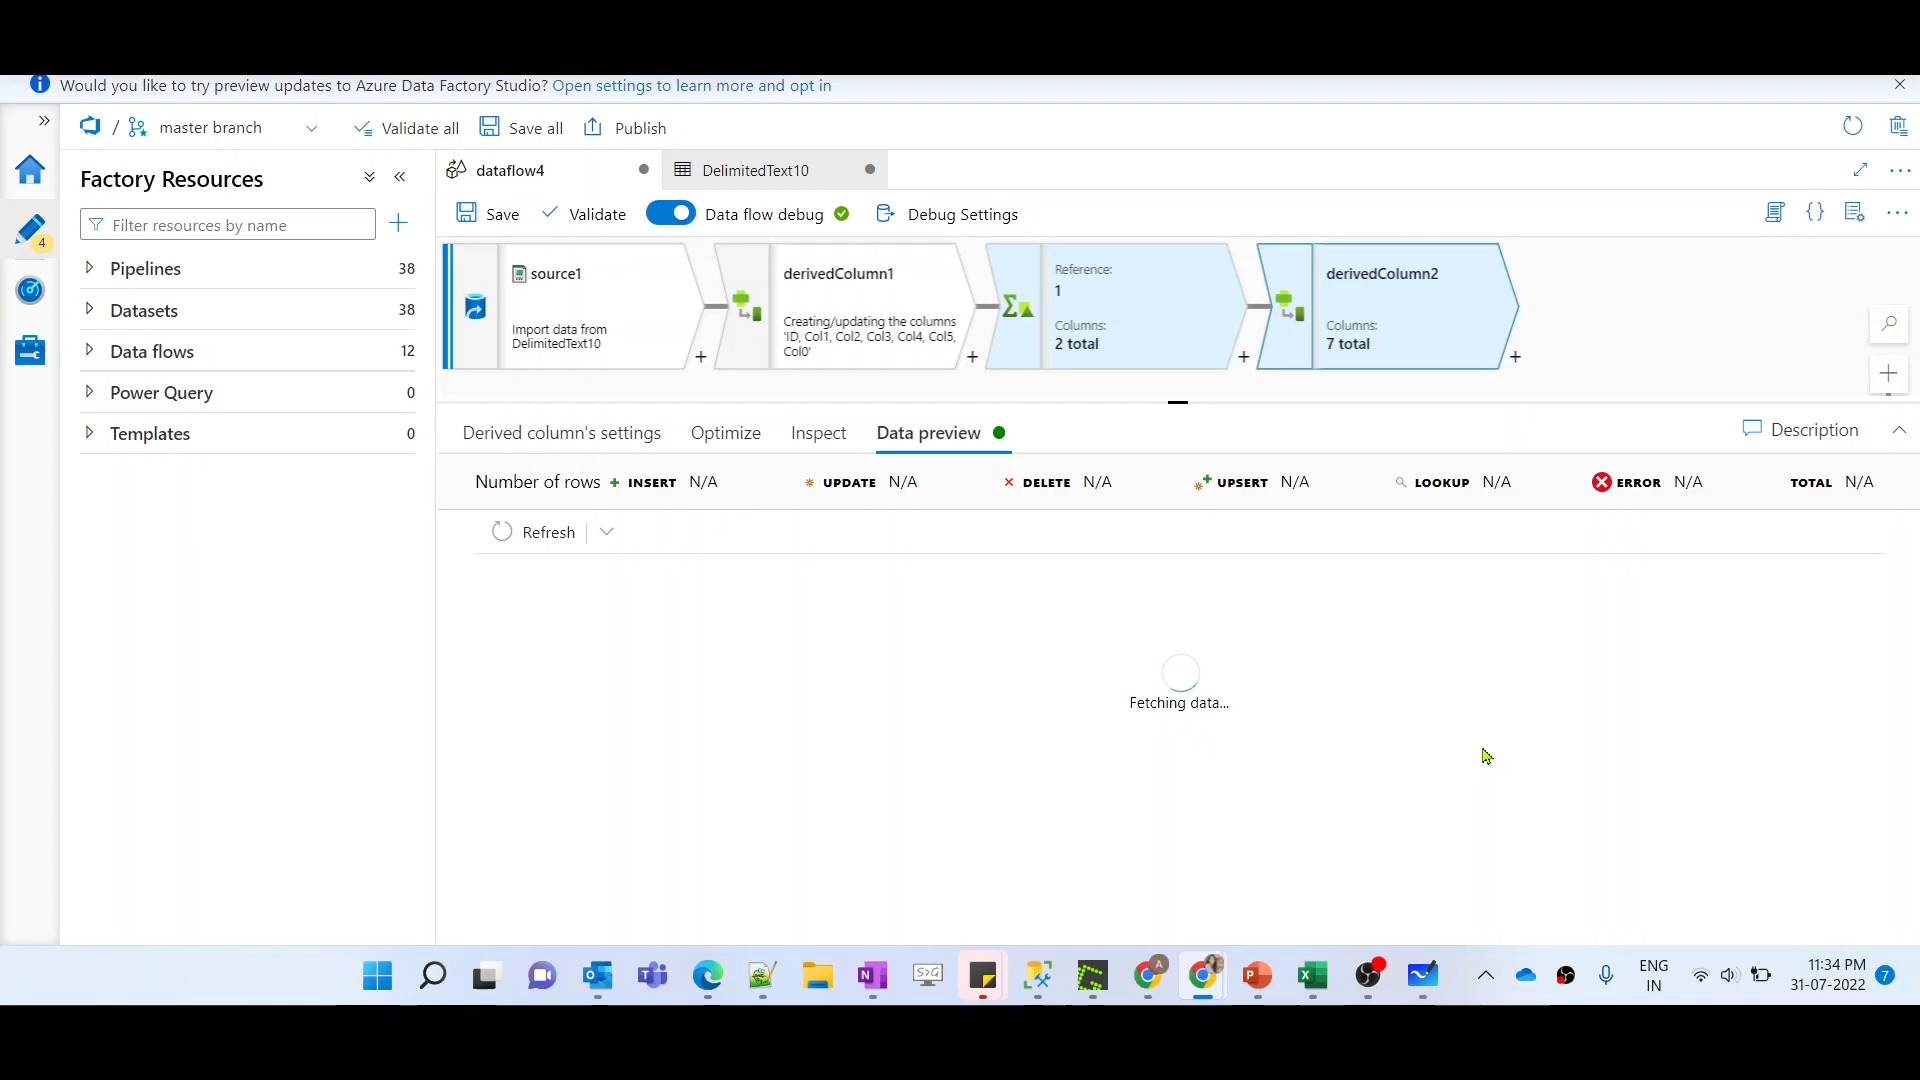 Would you like to try preview updates to Azure Data Factory Studio? Open settings to learn more and opt in
/ master branch
Validate all
Save all
Publish
Factory Resources
Filter resources by name
4
Pipelines 38
Datasets 38
Data flows 12
Power Query 0
Templates 0
dataflow4
DelimitedText10
Save
Validate
Data flow debug
Debug Settings
source1
Import data from
DelimitedText10
+
derivedColumn1
Creating/updating the columns
'ID, Col1, Col2, Col3, Col4, Col5,
Col0'
+
Reference:
1
Columns:
2 total
+
derivedColumn2
Columns:
7 total
+
Derived column's settings
Optimize
Inspect
Data preview
Description
Number of rows + INSERT N/A
UPDATE N/A
DELETE N/A
UPSERT N/A
LOOKUP N/A
ERROR N/A
TOTAL N/A
Refresh
Fetching data...
S>G
A
ENG
IN
11:34 PM
31-07-2022
7